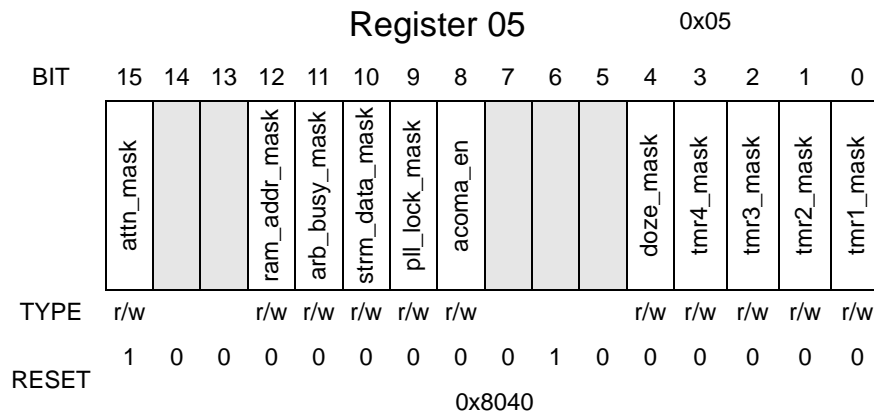 Register 05 0x05
BIT 15 14 13 12 11 10 9 8 7 6 5 4 3 2 1 0
attn_mask
ram_addr_mask
arb_busy_mask
strm_data_mask
pll_lock_mask
acoma_en
doze_mask
tmr4_mask
tmr3_mask
tmr2_mask
tmr1_mask
TYPE r/w r/w r/w r/w r/w r/w r/w r/w r/w r/w r/w
RESET 1 0 0 0 0 0 0 0 0 1 0 0 0 0 0 0
0x8040